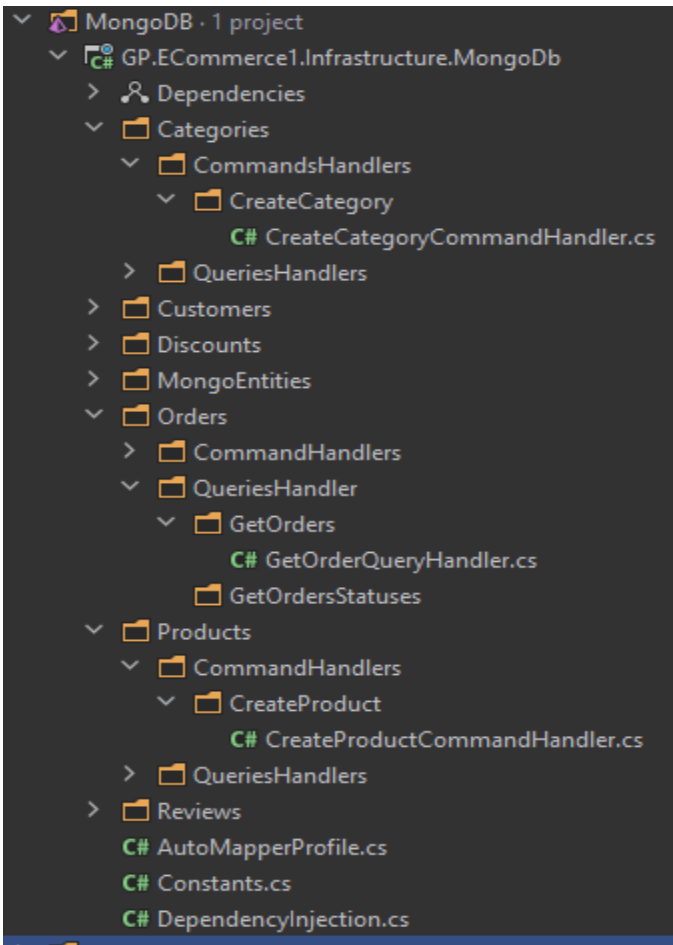 MongoDB · 1 project
GP.ECommerce1.Infrastructure.MongoDb
Dependencies
Categories
CommandsHandlers
CreateCategory
C# CreateCategoryCommandHandler.cs
QueriesHandlers
Customers
Discounts
MongoEntities
Orders
CommandHandlers
QueriesHandler
GetOrders
C# GetOrderQueryHandler.cs
GetOrdersStatuses
Products
CommandHandlers
CreateProduct
C# CreateProductCommandHandler.cs
QueriesHandlers
Reviews
C# AutoMapperProfile.cs
C# Constants.cs
C# DependencyInjection.cs